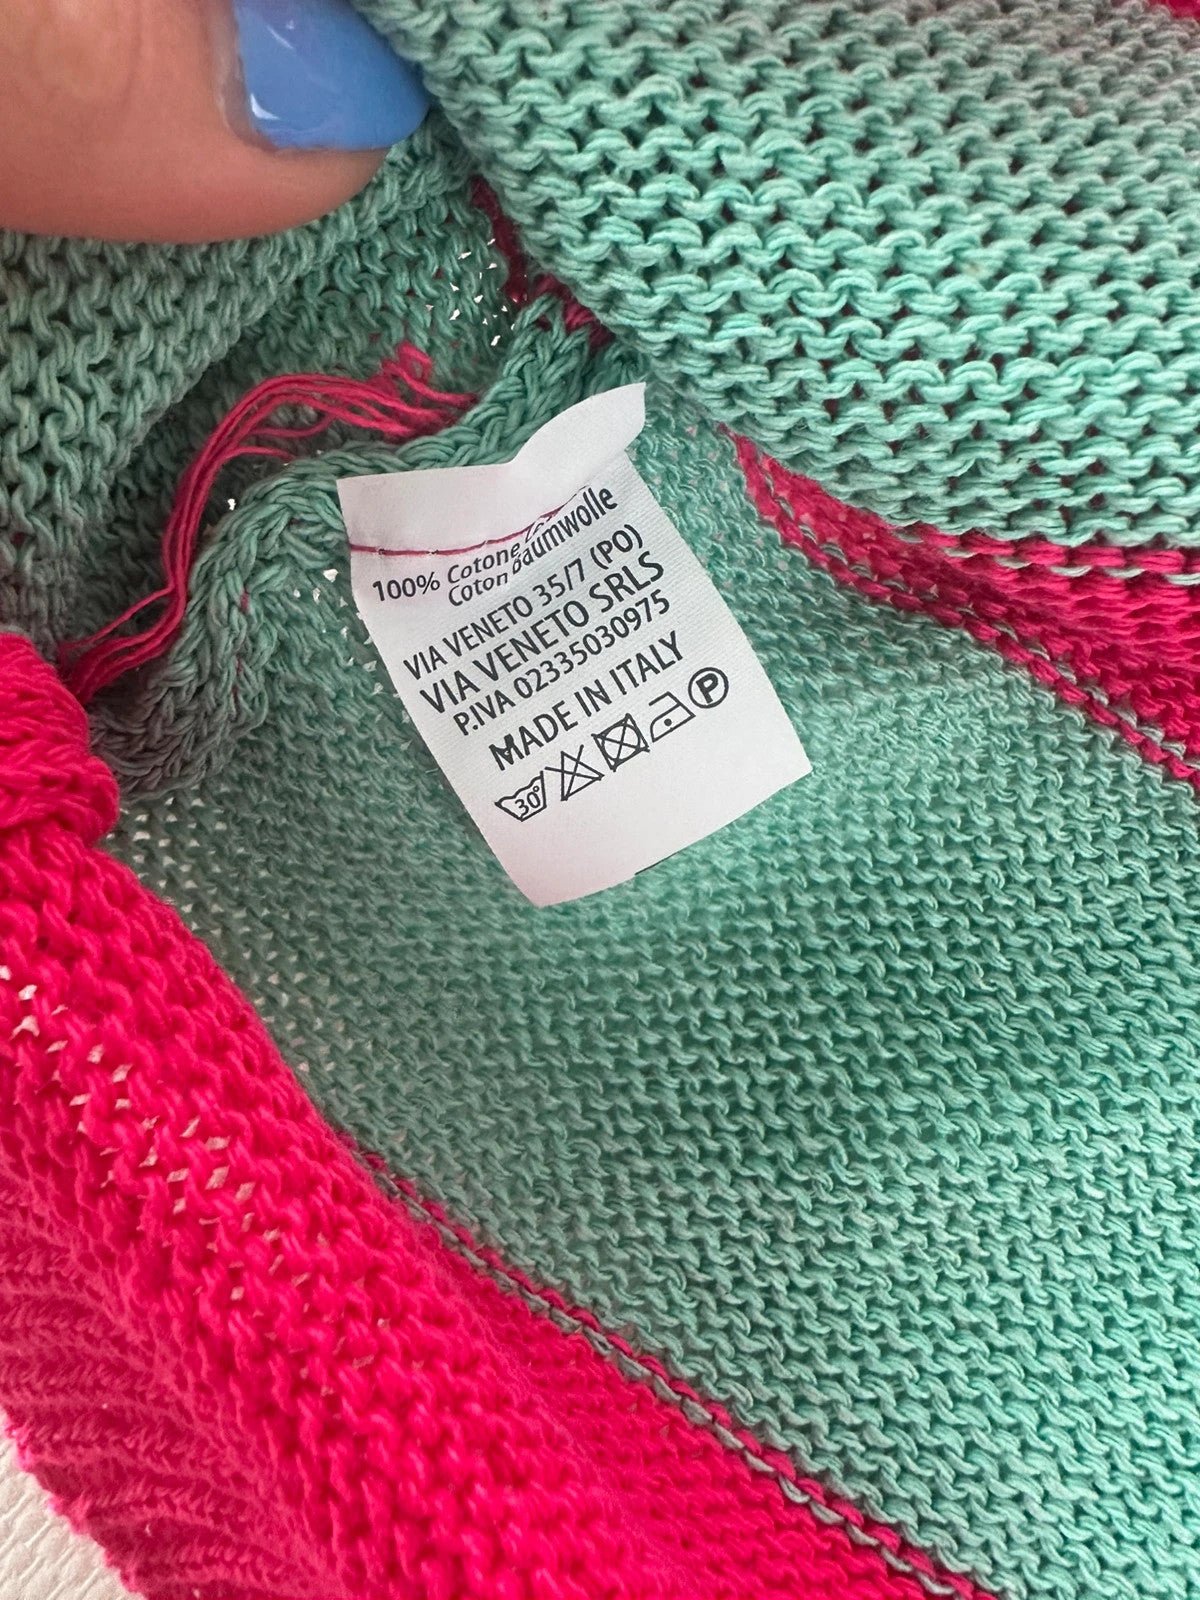 100% Cotone
Coton Baumwolle
VIA VENETO 35/7 (PO)
VIA VENETO SRLS
P.IVA 02335030975
MADE IN ITALY
30° P